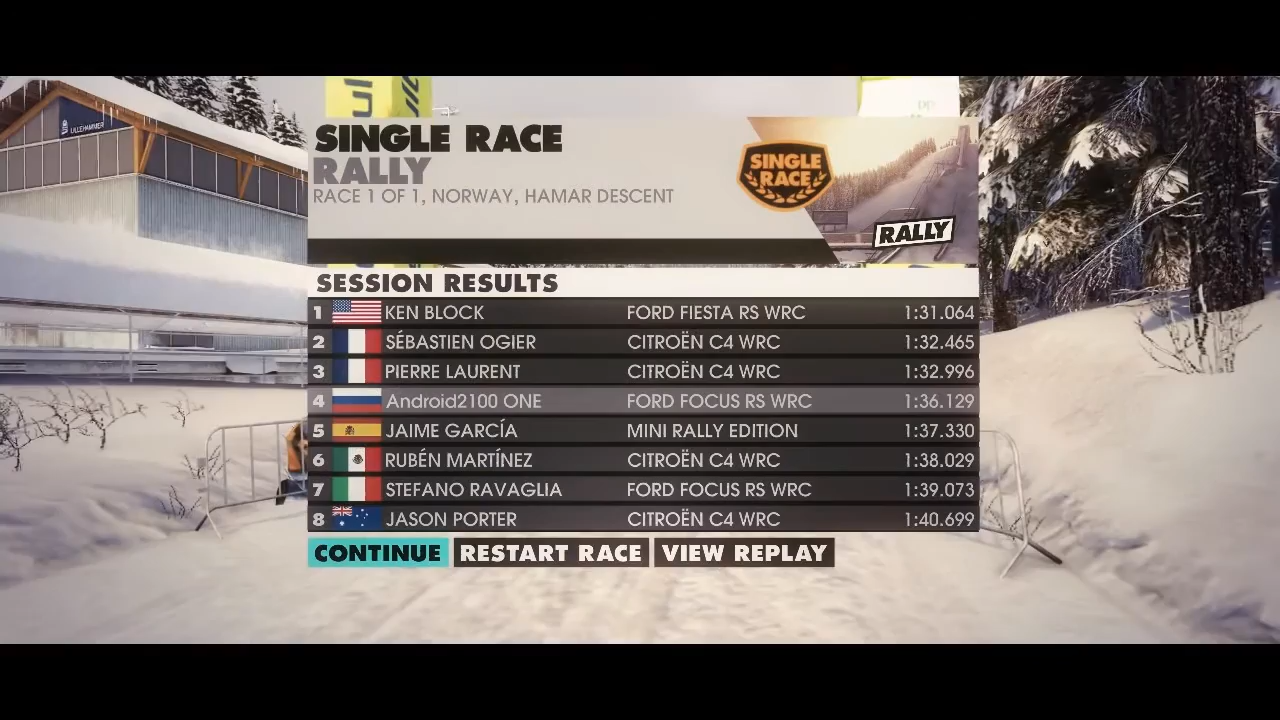 LILLEHAMMER
SINGLE RACE
RALLY
RACE 1 OF 1, NORWAY, HAMAR DESCENT
SINGLE
RACE
RALLY
SESSION RESULTS
1 KEN BLOCK FORD FIESTA RS WRC 1:31.064
2 SÉBASTIEN OGIER CITROËN C4 WRC 1:32.465
3 PIERRE LAURENT CITROËN C4 WRC 1:32.996
4 Android2100 ONE FORD FOCUS RS WRC 1:36.129
5 JAIME GARCÍA MINI RALLY EDITION 1:37.330
6 RUBÉN MARTÍNEZ CITROËN C4 WRC 1:38.029
7 STEFANO RAVAGLIA FORD FOCUS RS WRC 1:39.073
8 JASON PORTER CITROËN C4 WRC 1:40.699
CONTINUE RESTART RACE VIEW REPLAY